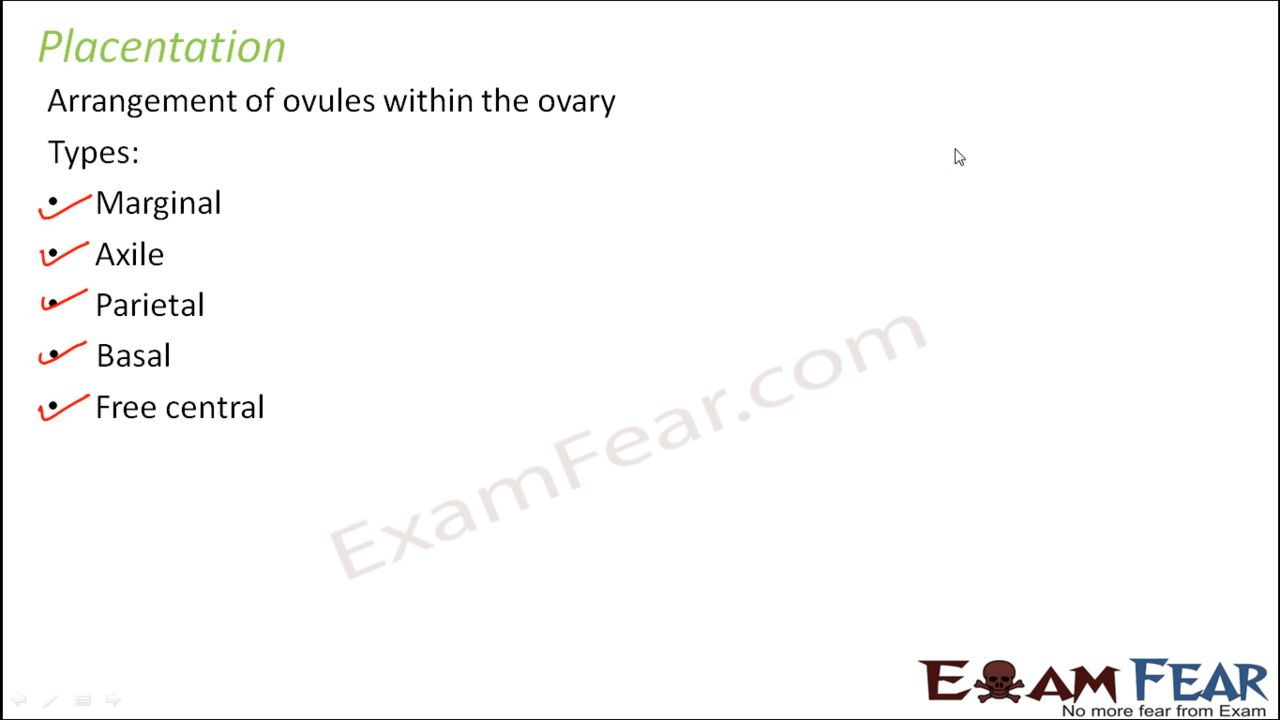 Placentation
Arrangement of ovules within the ovary
Types:
• Marginal
• Axile
• Parietal
• Basal
• Free central
ExamFear.com
EXAM FEAR
No more fear from Exam